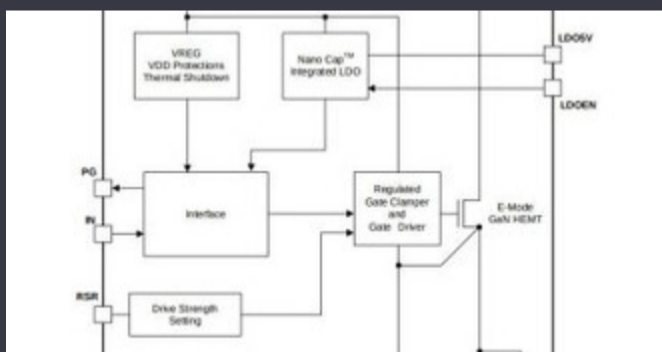 VREG
VDD Protections
Thermal Shutdown
Nano Cap™
Integrated LDO
LDO5V
LDOEN
PG
IN
RSR
Interface
Regulated
Gate Clamper
and
Gate Driver
E-Mode
GaN HEMT
Drive Strength
Setting